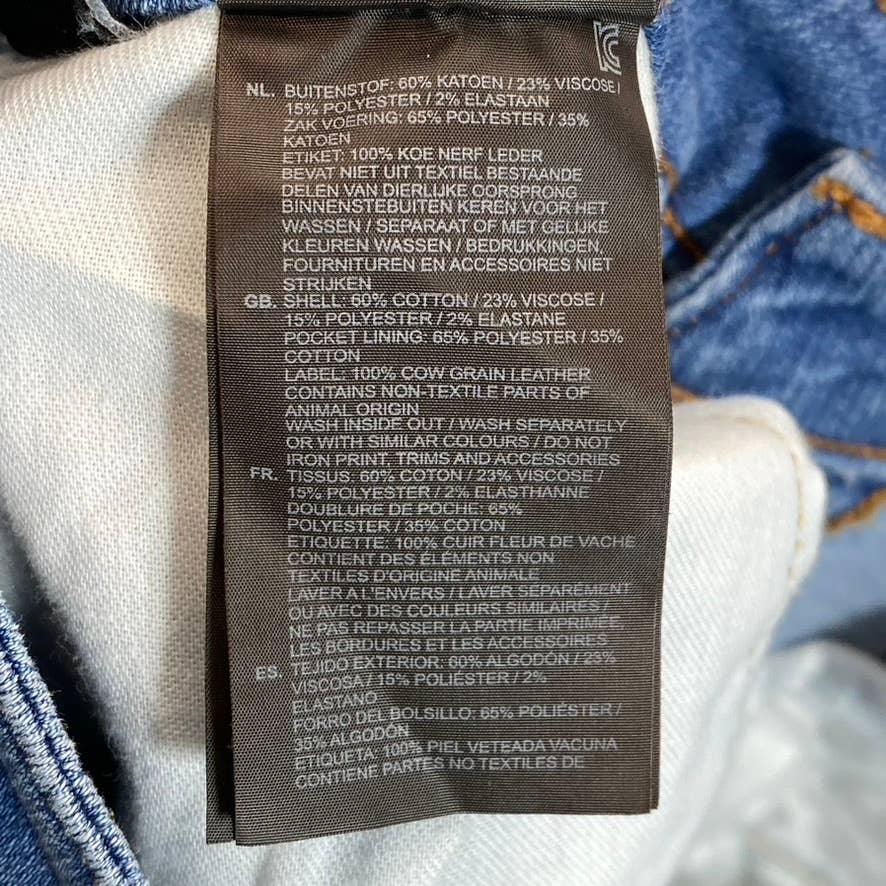 NL. BUITENSTOF: 60% KATOEN / 23% VISCOSE /
15% POLYESTER / 2% ELASTAAN
ZAK VOERING: 65% POLYESTER / 35%
KATOEN
ETIKET: 100% KOE NERF LEDER
BEVAT NIET UIT TEXTIEL BESTAANDE
DELEN VAN DIERLIJKE OORSPRONG
BINNENSTEBUITEN KEREN VOOR HET
WASSEN / SEPARAAT OF MET GELIJKE
KLEUREN WASSEN / BEDRUKKINGEN,
FOURNITUREN EN ACCESSOIRES NIET
STRIJKEN
GB. SHELL: 60% COTTON / 23% VISCOSE /
15% POLYESTER / 2% ELASTANE
POCKET LINING: 65% POLYESTER / 35%
COTTON
LABEL: 100% COW GRAIN LEATHER
CONTAINS NON-TEXTILE PARTS OF
ANIMAL ORIGIN
WASH INSIDE OUT / WASH SEPARATELY
OR WITH SIMILAR COLOURS / DO NOT
IRON PRINT, TRIMS AND ACCESSORIES
FR. TISSUS: 60% COTON / 23% VISCOSE /
15% POLYESTER / 2% ELASTHANNE
DOUBLURE DE POCHE: 65%
POLYESTER / 35% COTON
ETIQUETTE: 100% CUIR FLEUR DE VACHE
CONTIENT DES ÉLÉMENTS NON
TEXTILES D'ORIGINE ANIMALE
LAVER A L'ENVERS / LAVER SEPARÉMENT
OU AVEC DES COULEURS SIMILAIRES /
NE PAS REPASSER LA PARTIE IMPRIMÉE,
LES BORDURES ET LES ACCESSOIRES
ES. TEJIDO EXTERIOR: 60% ALGODÓN / 23%
VISCOSA / 15% POLIÉSTER / 2%
ELASTANO
FORRO DEL BOLSILLO: 65% POLIÉSTER /
35% ALGODÓN
ETIQUETA: 100% PIEL VETEADA VACUNA
CONTIENE PARTES NO TEXTILES DE